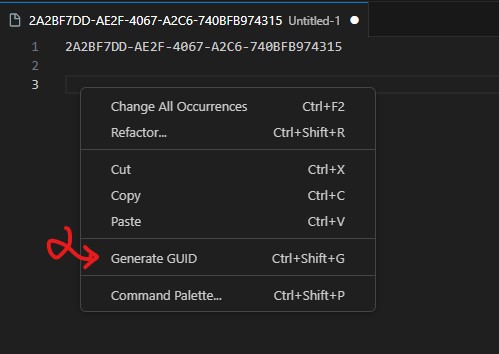 2A2BF7DD-AE2F-4067-A2C6-740BFB974315 Untitled-1
1 2A2BF7DD-AE2F-4067-A2C6-740BFB974315
2
3
Change All Occurrences Ctrl+F2
Refactor... Ctrl+Shift+R
Cut Ctrl+X
Copy Ctrl+C
Paste Ctrl+V
Generate GUID Ctrl+Shift+G
Command Palette... Ctrl+Shift+P